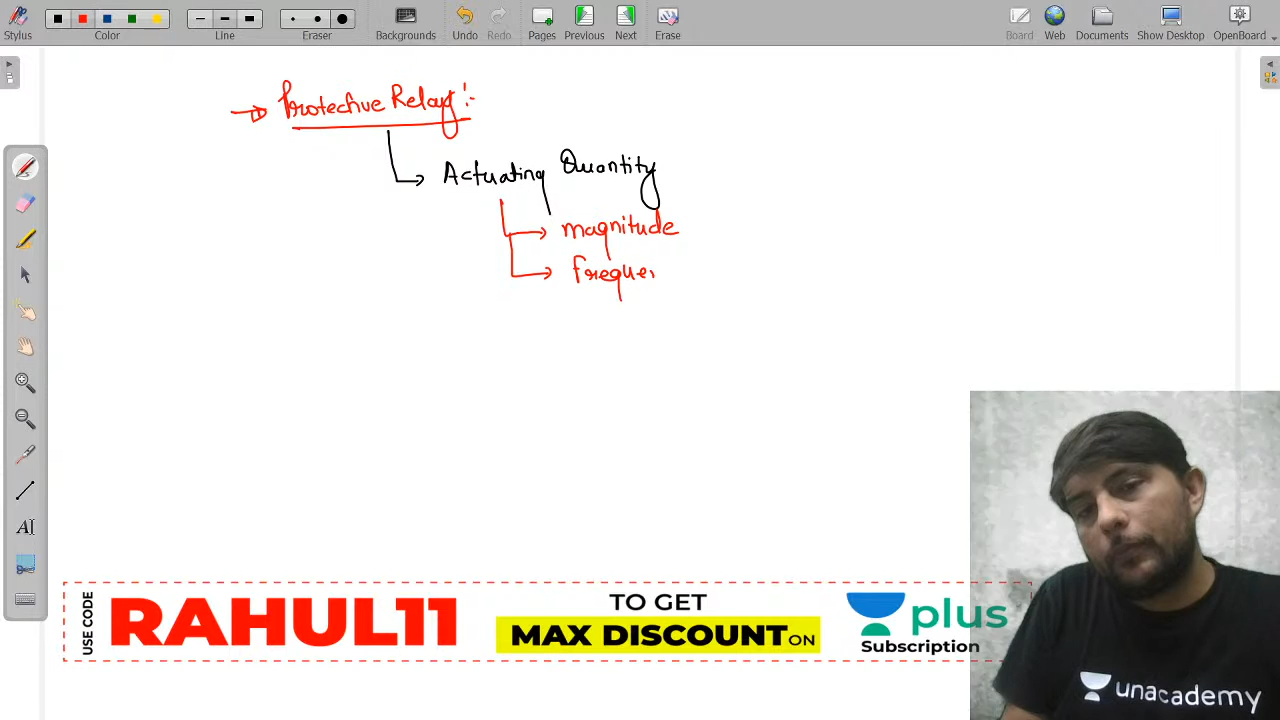 Stylus
Color
Line
Eraser
Backgrounds
Undo
Redo
Pages
Previous
Next
Erase
Board
Web
Documents
Show Desktop
OpenBoard
→ Protective Relay :-
Actuating Quantity
magnitude
freque
AI
USE CODE
RAHUL11
TO GET
MAX DISCOUNT ON
plus
Subscription
unacademy